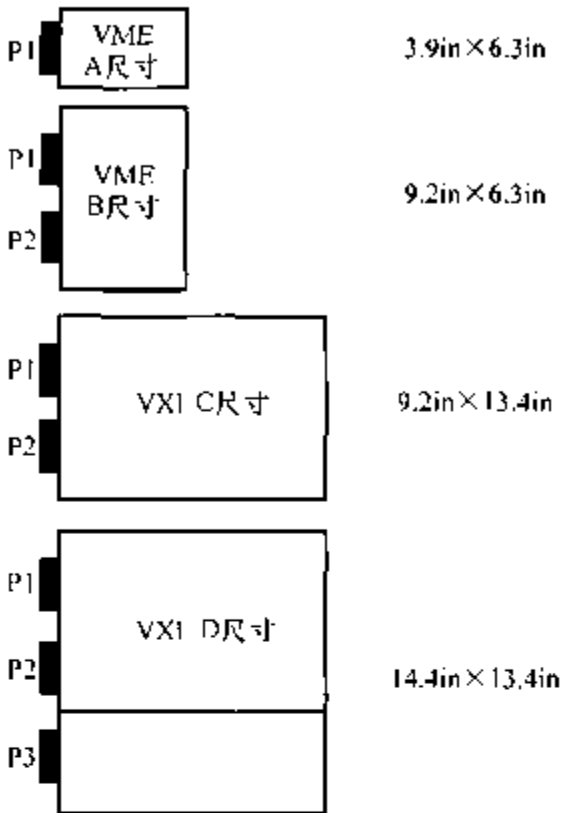 P1
VME
A尺寸
3.9in×6.3in
P1
VME
B尺寸
P2
9.2in×6.3in
P1
VXI C尺寸
P2
9.2in×13.4in
P1
VXI D尺寸
P2
14.4in×13.4in
P3